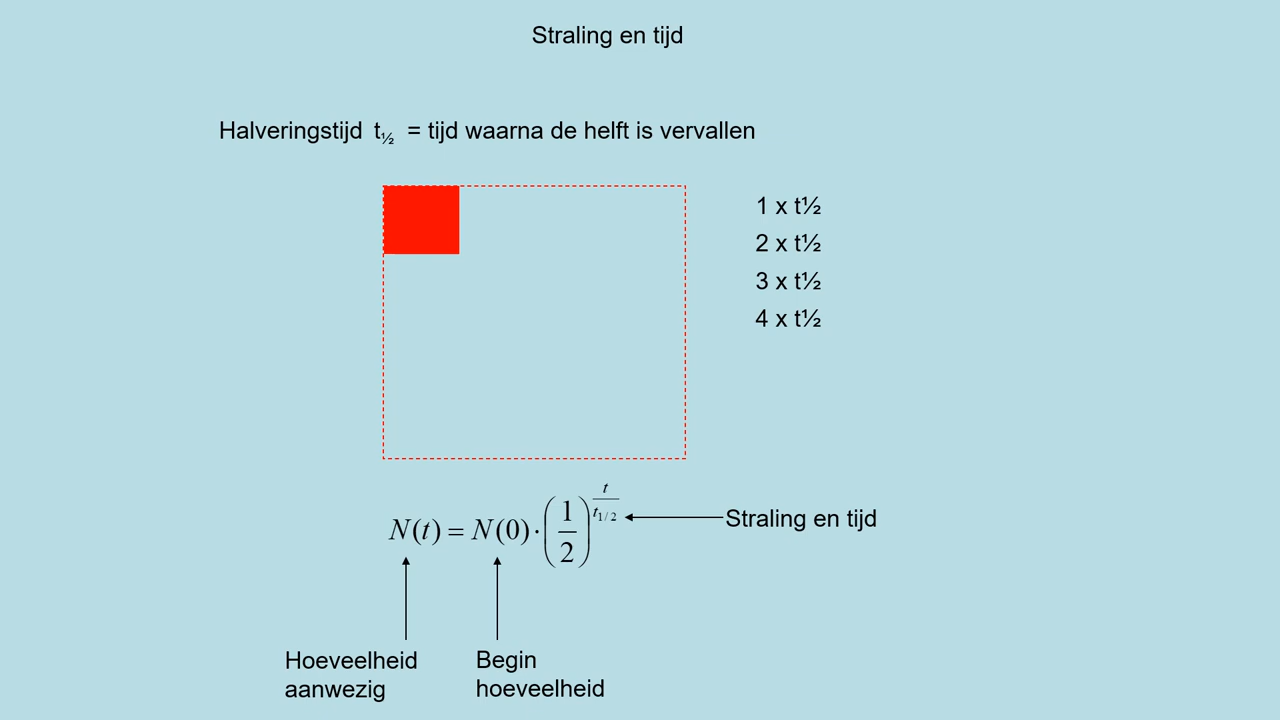 Straling en tijd
Halveringstijd t½ = tijd waarna de helft is vervallen
1 x t½
2 x t½
3 x t½
4 x t½
N(t) = N(0)·(1/2)^(t/t1/2)
Straling en tijd
Hoeveelheid
aanwezig
Begin
hoeveelheid